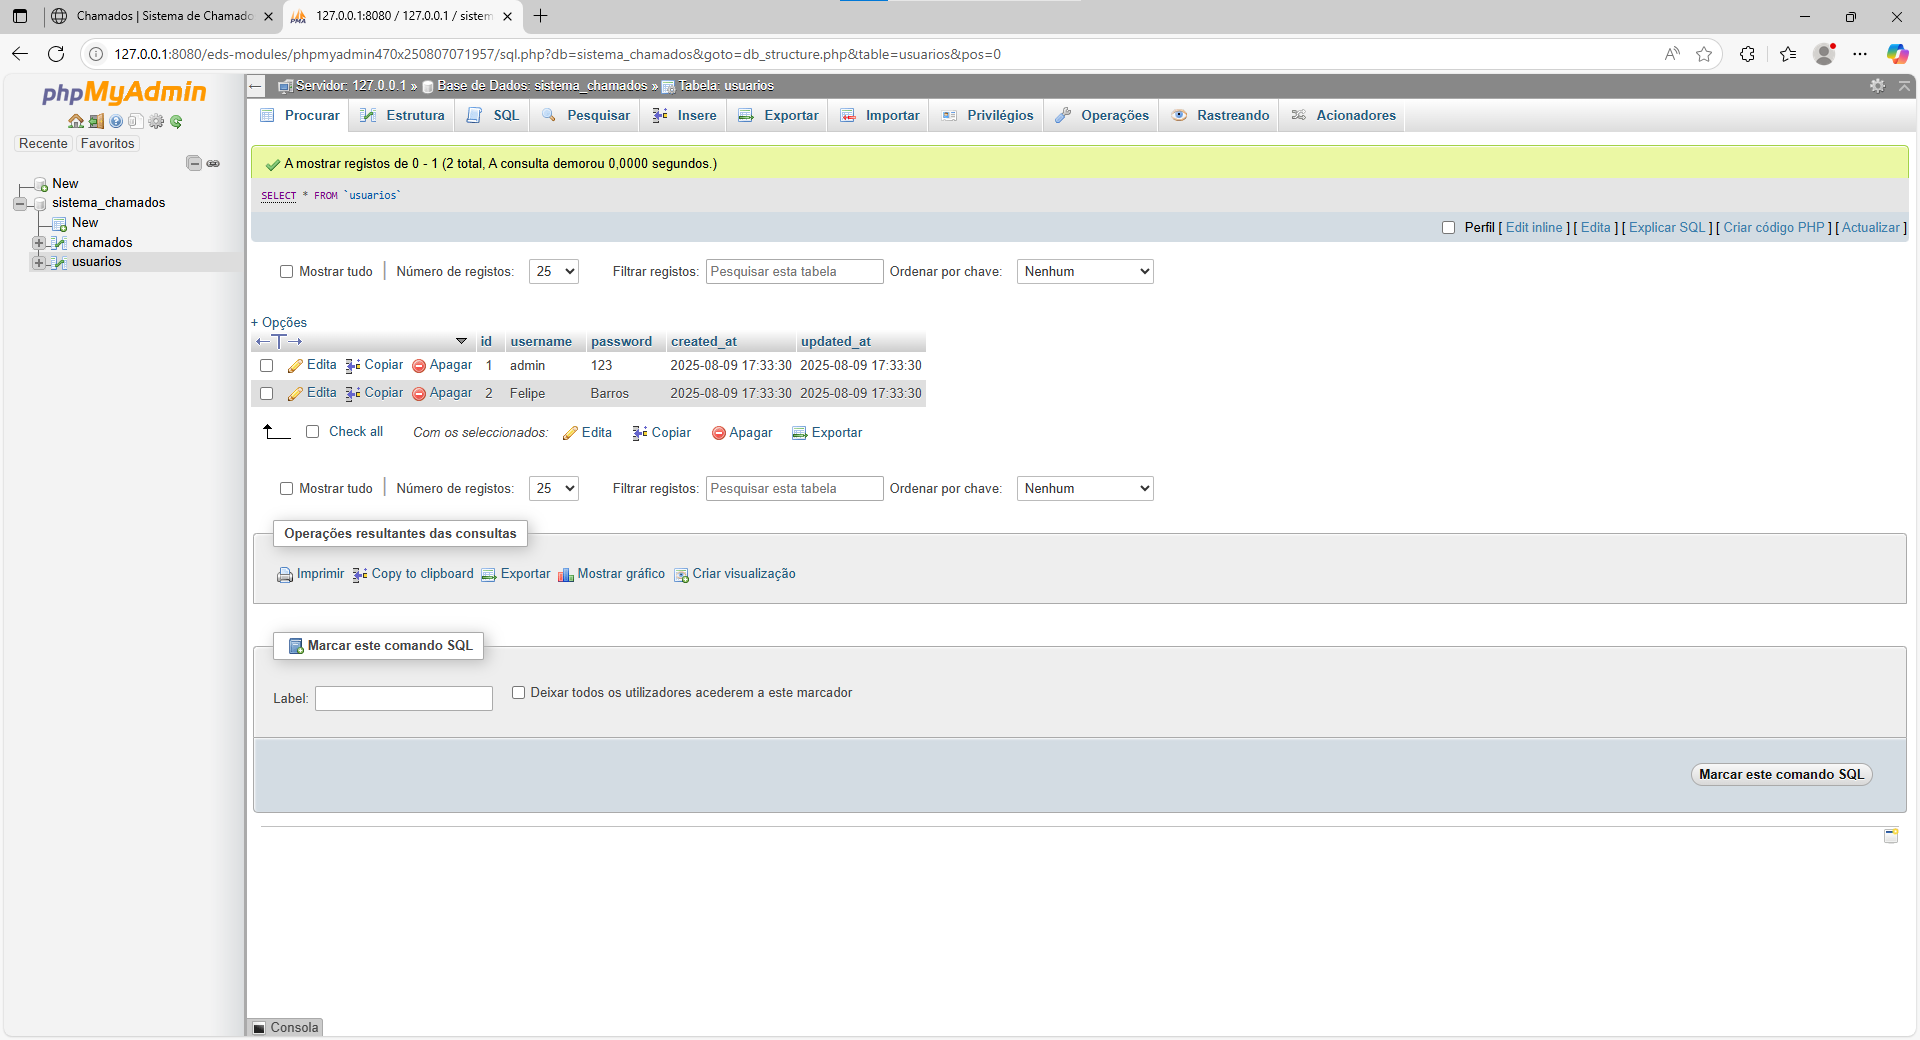 Chamados | Sistema de Chamado
127.0.0.1:8080 / 127.0.0.1 / sistem
127.0.0.1:8080/eds-modules/phpmyadmin470x250807071957/sql.php?db=sistema_chamados&goto=db_structure.php&table=usuarios&pos=0
phpMyAdmin
Recente Favoritos
New
sistema_chamados
New
chamados
usuarios
Servidor: 127.0.0.1 » Base de Dados: sistema_chamados » Tabela: usuarios
Procurar Estrutura SQL Pesquisar Insere Exportar Importar Privilégios Operações Rastreando Acionadores
A mostrar registos de 0 - 1 (2 total, A consulta demorou 0,0000 segundos.)
SELECT * FROM `usuarios`
Perfil [ Edit inline ] [ Edita ] [ Explicar SQL ] [ Criar código PHP ] [ Actualizar ]
Mostrar tudo | Número de registos: 25 Filtrar registos: Pesquisar esta tabela Ordenar por chave: Nenhum
+ Opções
←T→ id username password created_at updated_at
Edita Copiar Apagar 1 admin 123 2025-08-09 17:33:30 2025-08-09 17:33:30
Edita Copiar Apagar 2 Felipe Barros 2025-08-09 17:33:30 2025-08-09 17:33:30
Check all Com os seleccionados: Edita Copiar Apagar Exportar
Mostrar tudo | Número de registos: 25 Filtrar registos: Pesquisar esta tabela Ordenar por chave: Nenhum
Operações resultantes das consultas
Imprimir Copy to clipboard Exportar Mostrar gráfico Criar visualização
Marcar este comando SQL
Label: Deixar todos os utilizadores acederem a este marcador
Marcar este comando SQL
Consola